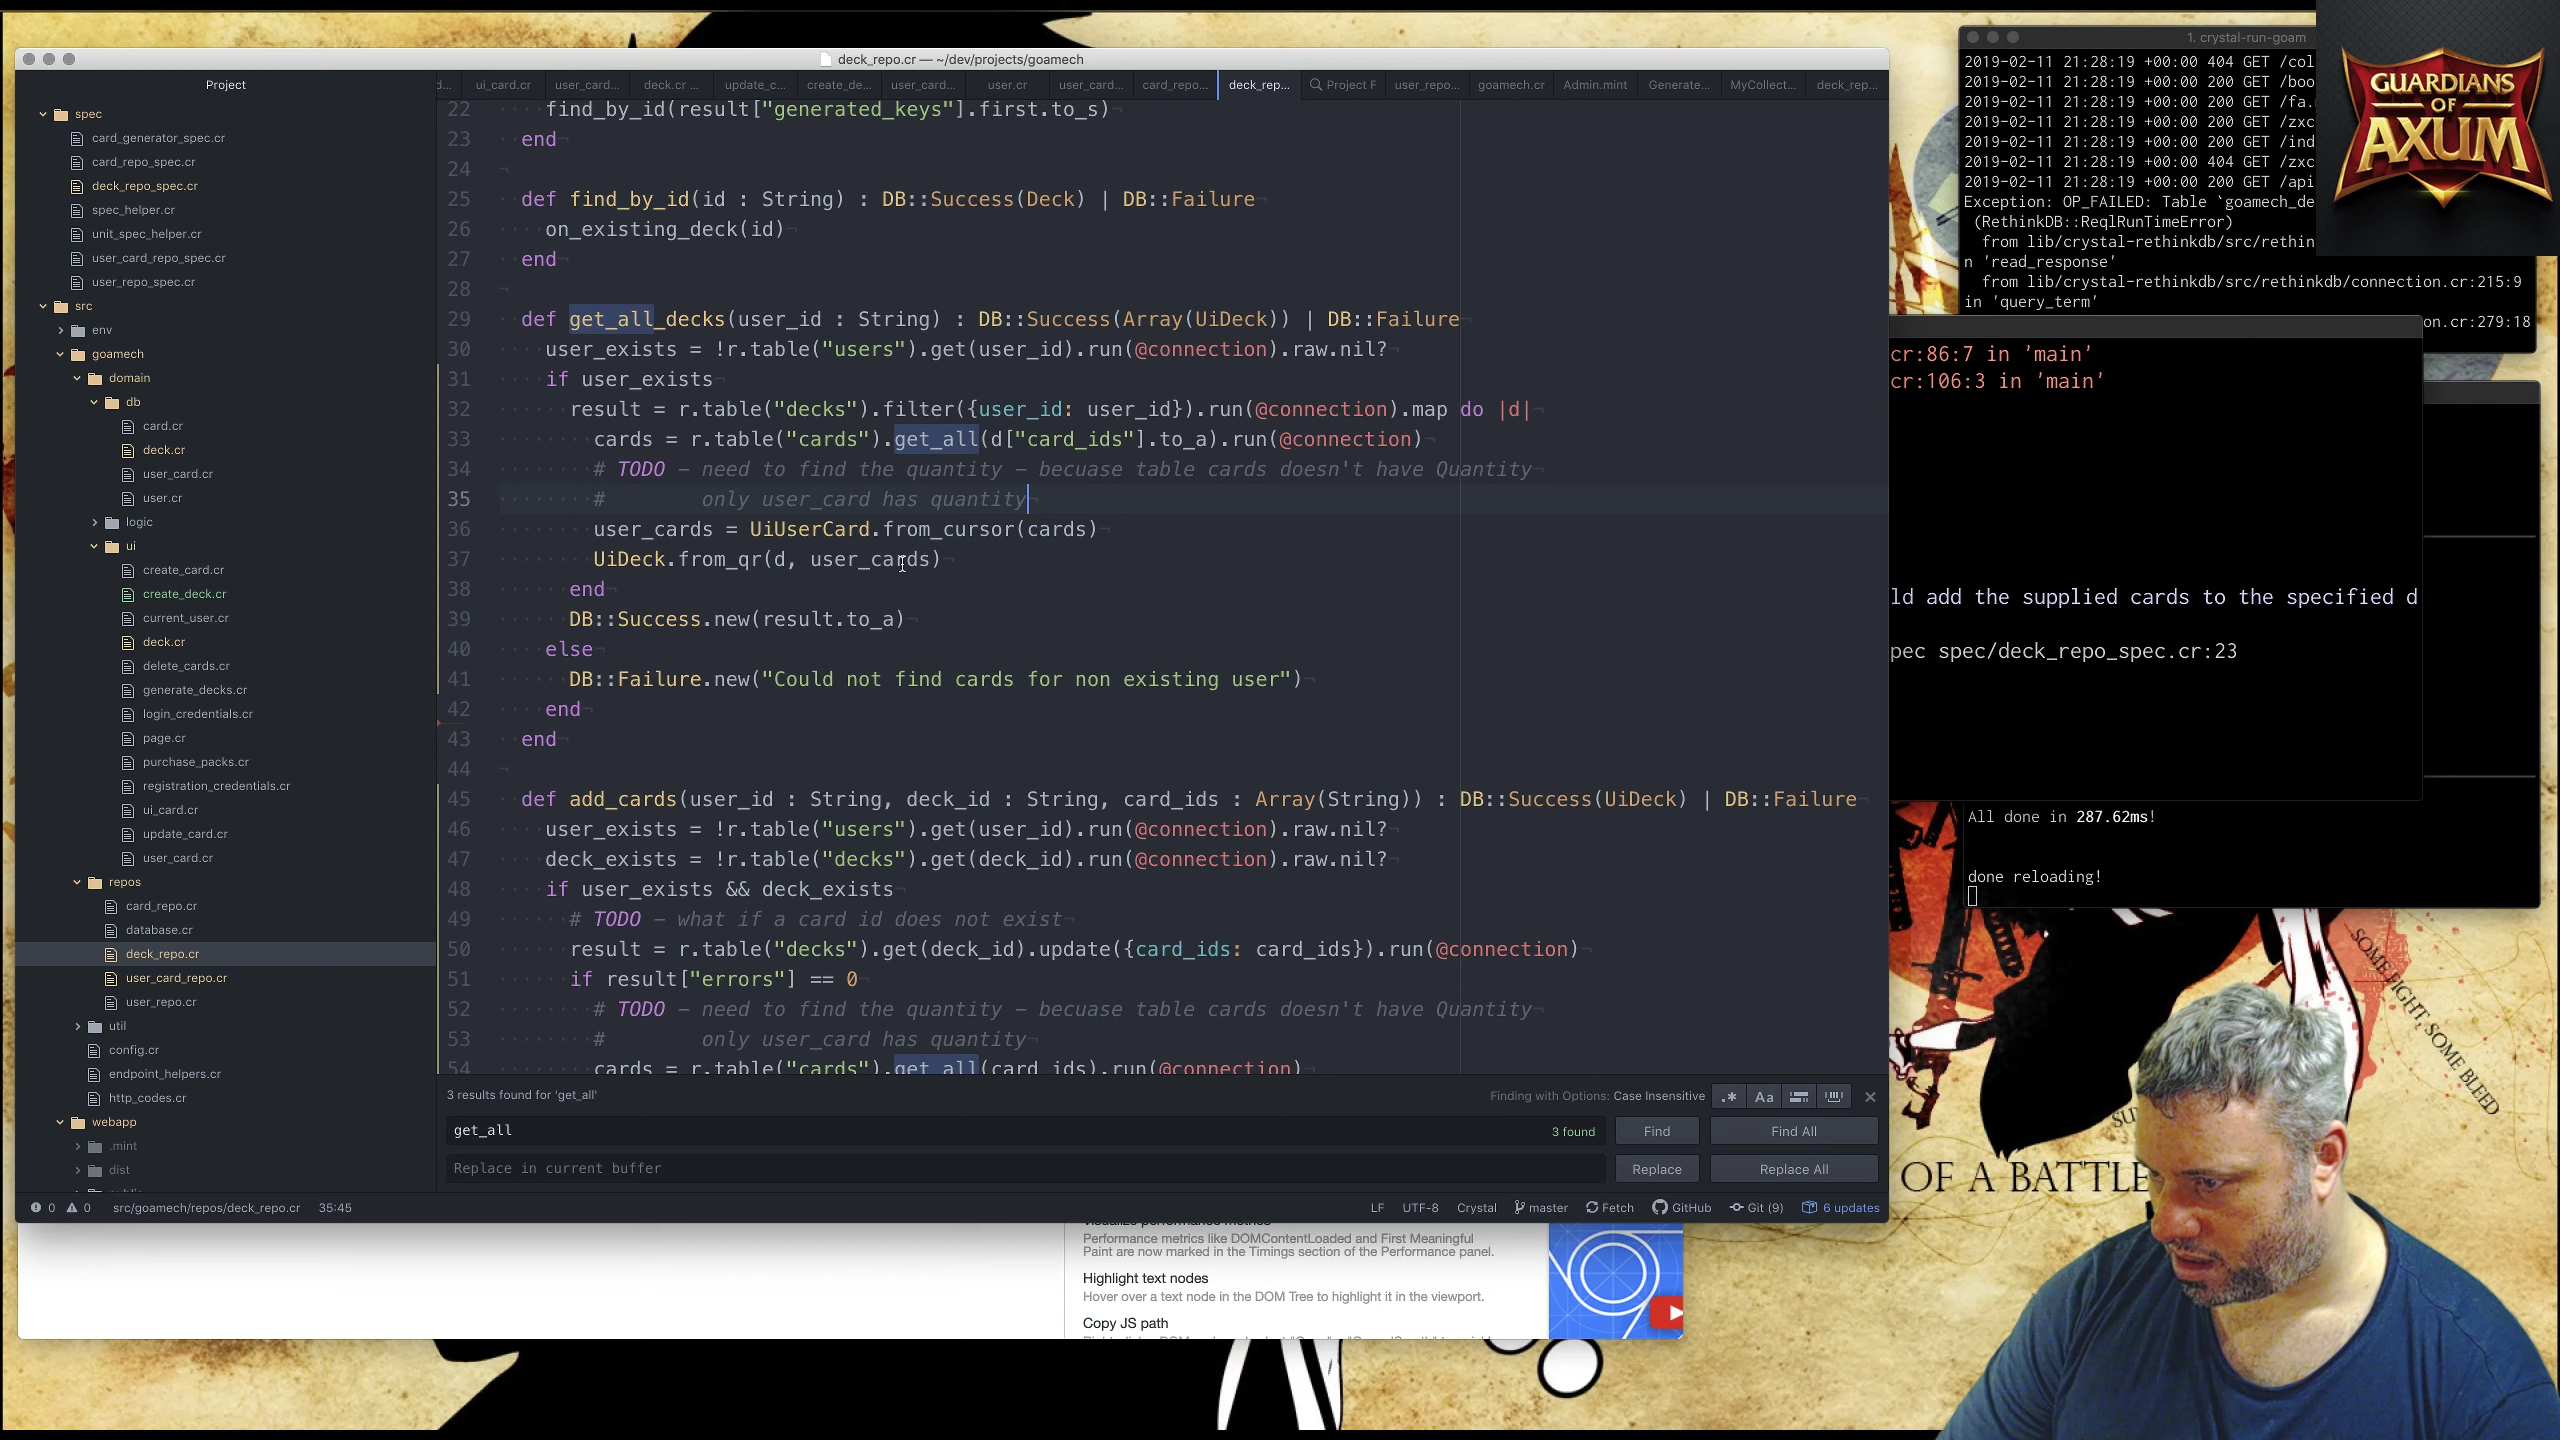 deck_repo.cr — ~/dev/projects/goamech
Project
d...
ui_card.cr
user_card...
deck.cr ...
update_c...
create_de...
user_card...
user.cr
user_card...
card_repo...
deck_rep...
Project F
user_repo...
goamech.cr
Admin.mint
Generate...
MyCollect...
deck_rep...
spec
card_generator_spec.cr
card_repo_spec.cr
deck_repo_spec.cr
spec_helper.cr
unit_spec_helper.cr
user_card_repo_spec.cr
user_repo_spec.cr
src
env
goamech
domain
db
card.cr
deck.cr
user_card.cr
user.cr
logic
ui
create_card.cr
create_deck.cr
current_user.cr
deck.cr
delete_cards.cr
generate_decks.cr
login_credentials.cr
page.cr
purchase_packs.cr
registration_credentials.cr
ui_card.cr
update_card.cr
user_card.cr
repos
card_repo.cr
database.cr
deck_repo.cr
user_card_repo.cr
user_repo.cr
util
config.cr
endpoint_helpers.cr
http_codes.cr
webapp
.mint
dist
22 find_by_id(result["generated_keys"].first.to_s)
23 end
24
25 def find_by_id(id : String) : DB::Success(Deck) | DB::Failure
26 on_existing_deck(id)
27 end
28
29 def get_all_decks(user_id : String) : DB::Success(Array(UiDeck)) | DB::Failure
30 user_exists = !r.table("users").get(user_id).run(@connection).raw.nil?
31 if user_exists
32 result = r.table("decks").filter({user_id: user_id}).run(@connection).map do |d|
33 cards = r.table("cards").get_all(d["card_ids"].to_a).run(@connection)
34 # TODO – need to find the quantity – becuase table cards doesn't have Quantity
35 # only user_card has quantity
36 user_cards = UiUserCard.from_cursor(cards)
37 UiDeck.from_qr(d, user_cards)
38 end
39 DB::Success.new(result.to_a)
40 else
41 DB::Failure.new("Could not find cards for non existing user")
42 end
43 end
44
45 def add_cards(user_id : String, deck_id : String, card_ids : Array(String)) : DB::Success(UiDeck) | DB::Failure
46 user_exists = !r.table("users").get(user_id).run(@connection).raw.nil?
47 deck_exists = !r.table("decks").get(deck_id).run(@connection).raw.nil?
48 if user_exists && deck_exists
49 # TODO – what if a card id does not exist
50 result = r.table("decks").get(deck_id).update({card_ids: card_ids}).run(@connection)
51 if result["errors"] == 0
52 # TODO – need to find the quantity – becuase table cards doesn't have Quantity
53 # only user_card has quantity
54 cards = r.table("cards").get_all(card_ids).run(@connection)
3 results found for 'get_all'
Finding with Options: Case Insensitive
.* Aa
get_all
3 found
Find
Find All
Replace in current buffer
Replace
Replace All
0 0 src/goamech/repos/deck_repo.cr 35:45
LF UTF-8 Crystal master Fetch GitHub Git (9) 6 updates
1. crystal-run-goam
2019-02-11 21:28:19 +00:00 404 GET /col
2019-02-11 21:28:19 +00:00 200 GET /boo
2019-02-11 21:28:19 +00:00 200 GET /fa.
2019-02-11 21:28:19 +00:00 200 GET /zxc
2019-02-11 21:28:19 +00:00 200 GET /ind
2019-02-11 21:28:19 +00:00 404 GET /zxc
2019-02-11 21:28:19 +00:00 200 GET /api
Exception: OP_FAILED: Table `goamech_de
(RethinkDB::ReqlRunTimeError)
from lib/crystal-rethinkdb/src/rethin
n 'read_response'
from lib/crystal-rethinkdb/src/rethinkdb/connection.cr:215:9
in 'query_term'
on.cr:279:18
cr:86:7 in 'main'
cr:106:3 in 'main'
ld add the supplied cards to the specified d
pec spec/deck_repo_spec.cr:23
All done in 287.62ms!
done reloading!
GUARDIANS
OF
AXUM
SOME FIGHT. SOME BLEED
OF A BATTLE
Visualize performance metrics
Performance metrics like DOMContentLoaded and First Meaningful
Paint are now marked in the Timings section of the Performance panel.
Highlight text nodes
Hover over a text node in the DOM Tree to highlight it in the viewport.
Copy JS path